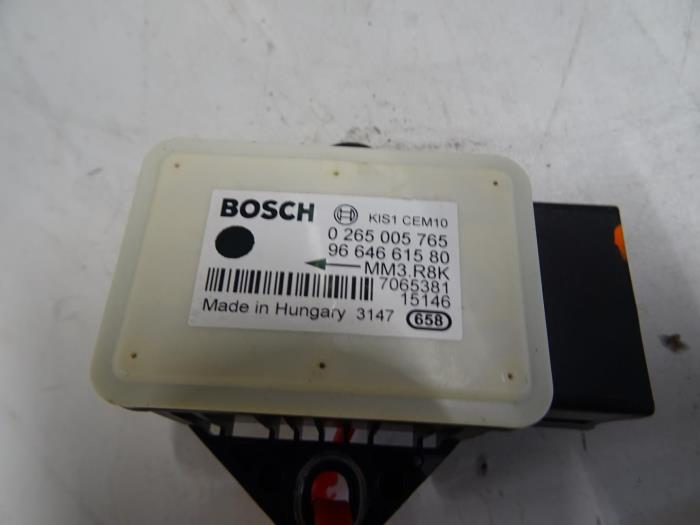 BOSCH KIS1 CEM10
0 265 005 765
96 646 615 80
MM3.R8K
7065381
15146
Made in Hungary 3147 658